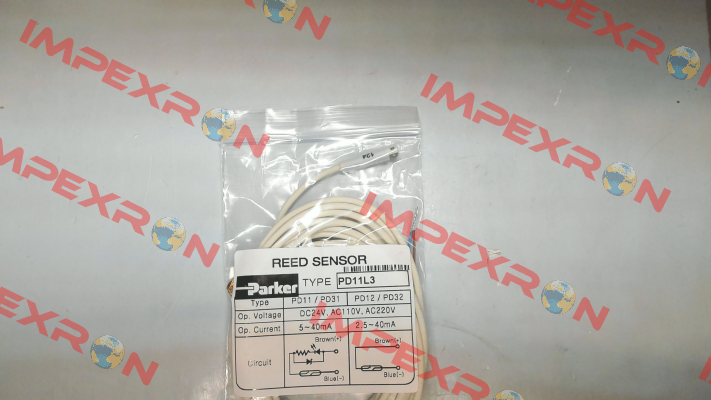 IMPEXRON
IMPEXRON
IMPEXRON
IMPEXRON
IMPEXRON
IMPEXRON
IMPEXRON
REED SENSOR
Parker TYPE PD11L3
Type PD11 / PD31 PD12 / PD32
Op. Voltage DC24V, AC110V, AC220V
Op. Current 5~40mA 2.5~40mA
Circuit
Brown(+) Brown(+)
Blue(-) Blue(-)